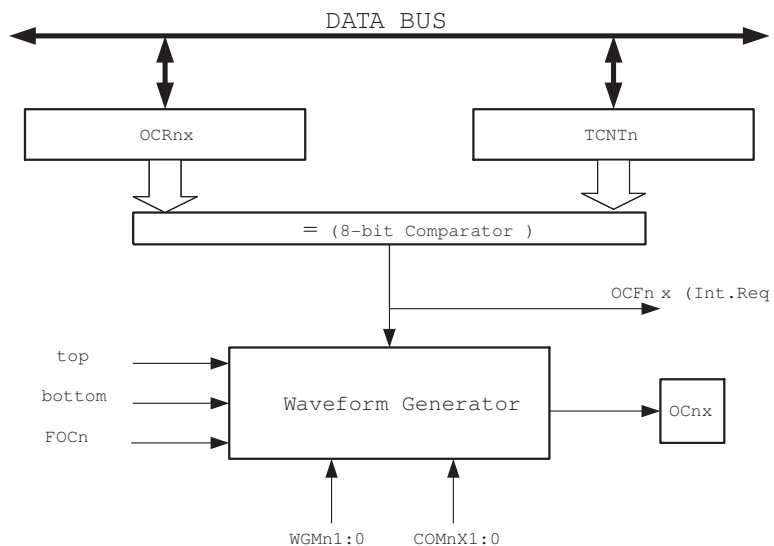 DATA BUS
OCRnx
TCNTn
= (8-bit Comparator )
OCFn x (Int.Req
top
bottom
FOCn
Waveform Generator
OCnx
WGMn1:0
COMnX1:0